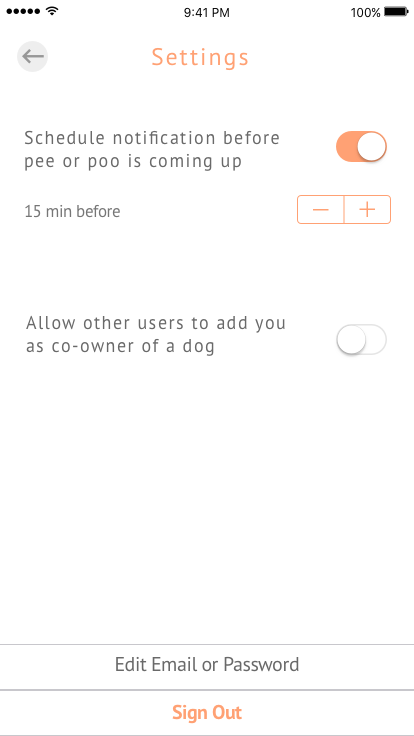 9:41 PM 100%
Settings
Schedule notification before
pee or poo is coming up
15 min before
Allow other users to add you
as co-owner of a dog
Edit Email or Password
Sign Out